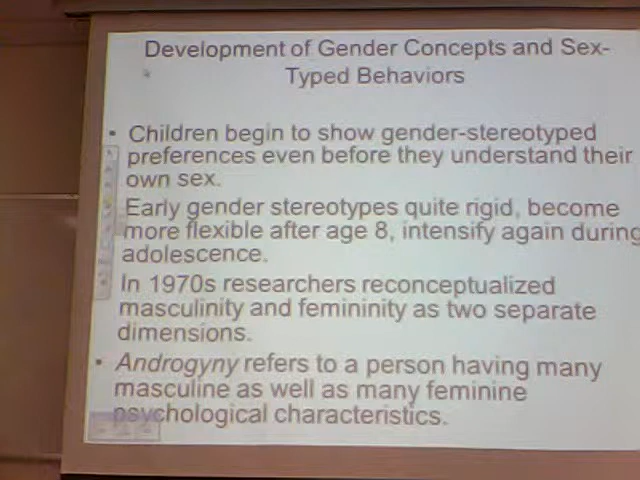 Development of Gender Concepts and Sex-
Typed Behaviors
• Children begin to show gender-stereotyped
preferences even before they understand their
own sex.
Early gender stereotypes quite rigid, become
more flexible after age 8, intensify again during
adolescence.
In 1970s researchers reconceptualized
masculinity and femininity as two separate
dimensions.
• Androgyny refers to a person having many
masculine as well as many feminine
psychological characteristics.